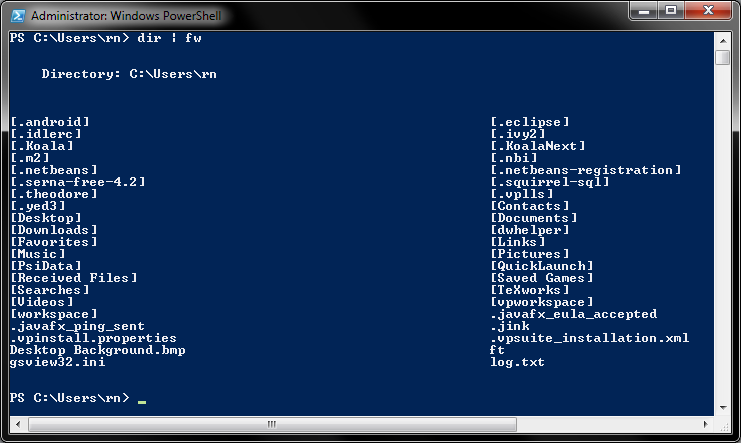 Administrator: Windows PowerShell
PS C:\Users\rn> dir | fw
Directory: C:\Users\rn
[.android] [.eclipse]
[.idlerc] [.ivy2]
[.Koala] [.KoalaNext]
[.m2] [.nbi]
[.netbeans] [.netbeans-registration]
[.serna-free-4.2] [.squirrel-sql]
[.theodore] [.vplls]
[.yed3] [Contacts]
[Desktop] [Documents]
[Downloads] [dwhelper]
[Favorites] [Links]
[Music] [Pictures]
[PsiData] [QuickLaunch]
[Received Files] [Saved Games]
[Searches] [TeXworks]
[Videos] [vpworkspace]
[workspace] .javafx_eula_accepted
.javafx_ping_sent .jink
.vpinstall.properties .vpsuite_installation.xml
Desktop Background.bmp ft
gsview32.ini log.txt
PS C:\Users\rn> _